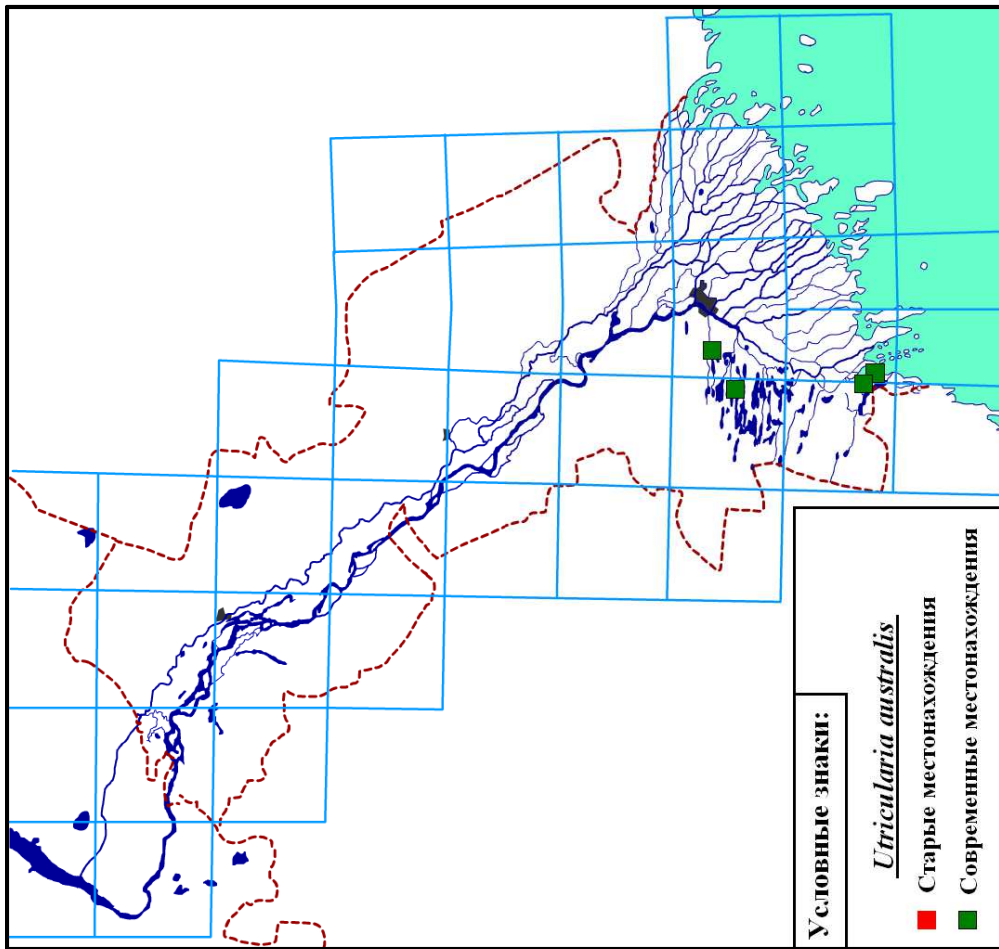 Условные знаки:
Utricularia australis
Старые местонахождения
Современные местонахождения